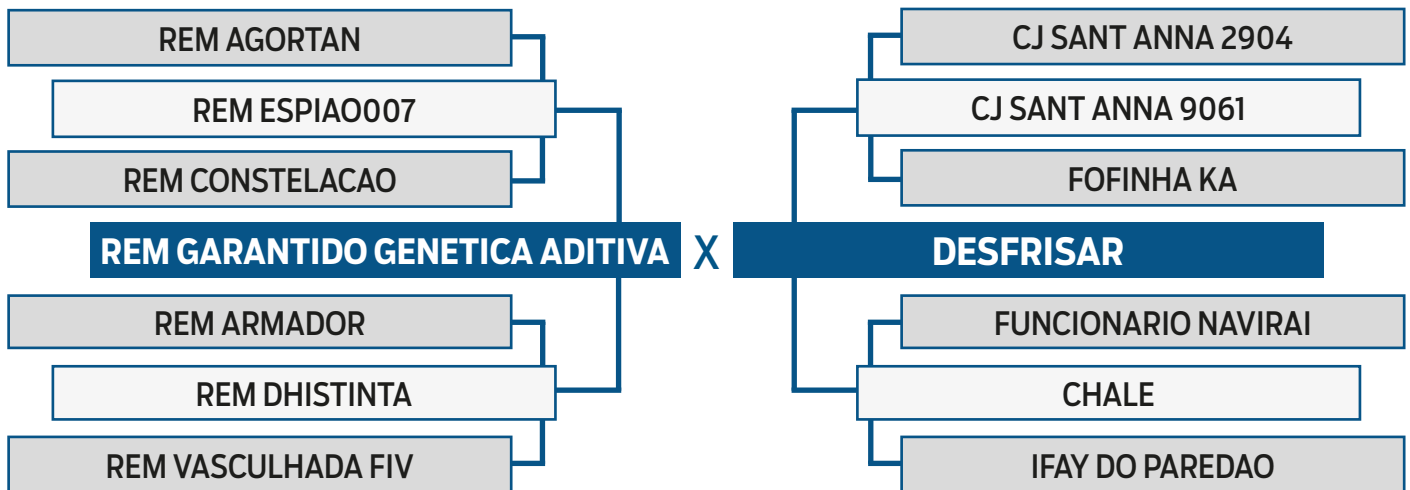 REM AGORTAN
REM ESPIAO007
REM CONSTELACAO
REM GARANTIDO GENETICA ADITIVA
REM ARMADOR
REM DHISTINTA
REM VASCULHADA FIV
X
CJ SANT ANNA 2904
CJ SANT ANNA 9061
FOFINHA KA
DESFRISAR
FUNCIONARIO NAVIRAI
CHALE
IFAY DO PAREDAO